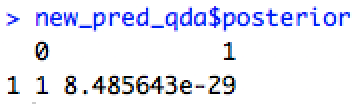 > new_pred_qda$posterior
0 1
1 1 8.485643e-29